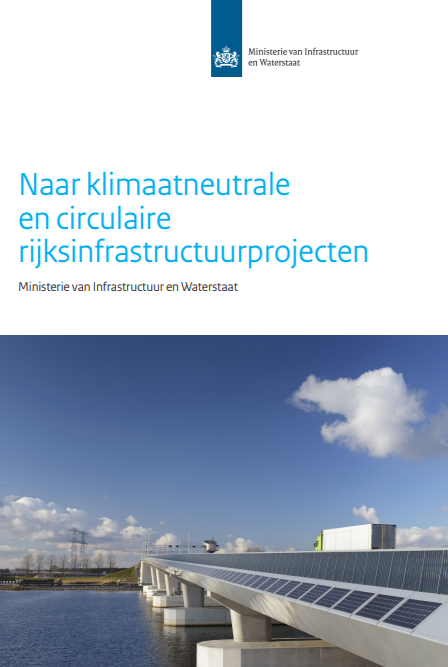 Ministerie van Infrastructuur
en Waterstaat
Naar klimaatneutrale
en circulaire
rijksinfrastructuurprojecten
Ministerie van Infrastructuur en Waterstaat